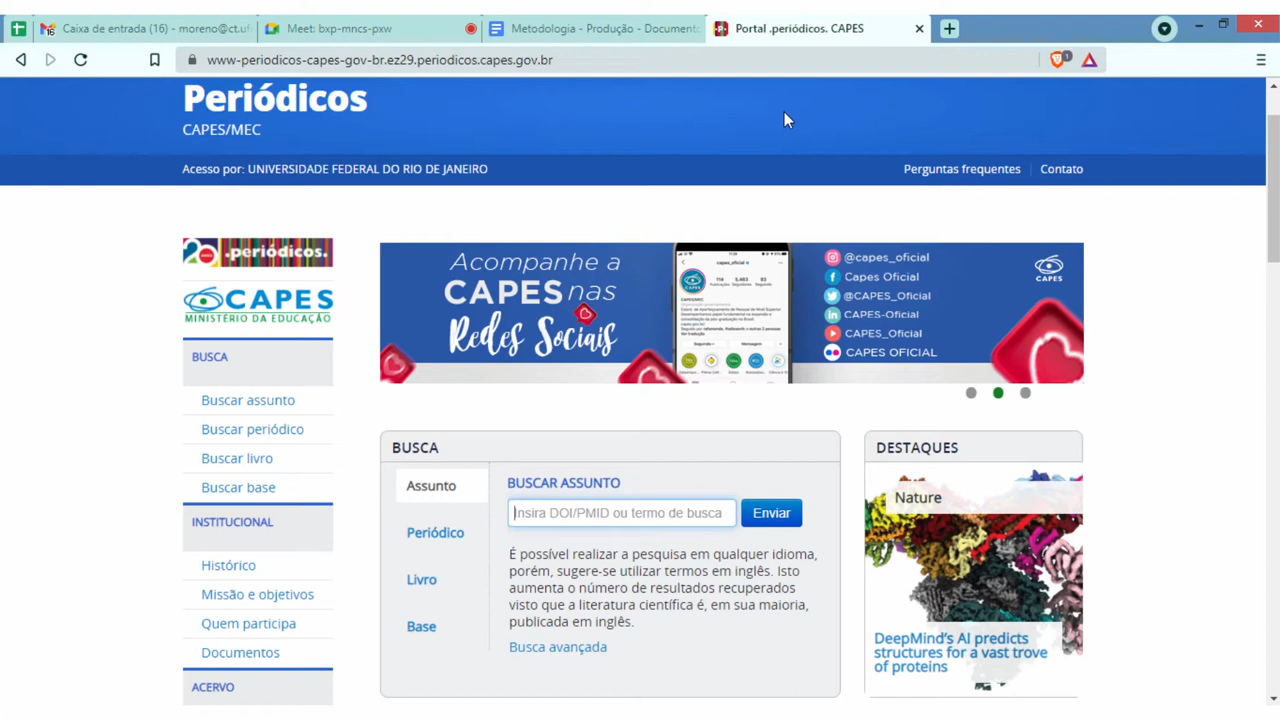 Caixa de entrada (16) - moreno@ct.uf
Meet: bxp-mncs-pxw
Metodologia - Produção - Document
Portal .periódicos. CAPES
www-periodicos-capes-gov-br.ez29.periodicos.capes.gov.br
1
Periódicos
CAPES/MEC
Acesso por: UNIVERSIDADE FEDERAL DO RIO DE JANEIRO
Perguntas frequentes
Contato
.periódicos.
CAPES
MINISTÉRIO DA EDUCAÇÃO
BUSCA
Buscar assunto
Buscar periódico
Buscar livro
Buscar base
INSTITUCIONAL
Histórico
Missão e objetivos
Quem participa
Documentos
ACERVO
Acompanhe a
CAPES nas
Redes Sociais
capes_oficial
@capes_oficial
Capes Oficial
@CAPES_Oficial
Capes-Oficial
CAPES_Oficial
CAPES OFICIAL
CAPES
BUSCA
Assunto
Periódico
Livro
Base
BUSCAR ASSUNTO
Insira DOI/PMID ou termo de busca
Enviar
É possível realizar a pesquisa em qualquer idioma,
porém, sugere-se utilizar termos em inglês. Isto
aumenta o número de resultados recuperados
visto que a literatura científica é, em sua maioria,
publicada em inglês.
Busca avançada
DESTAQUES
Nature
DeepMind's AI predicts
structures for a vast trove
of proteins